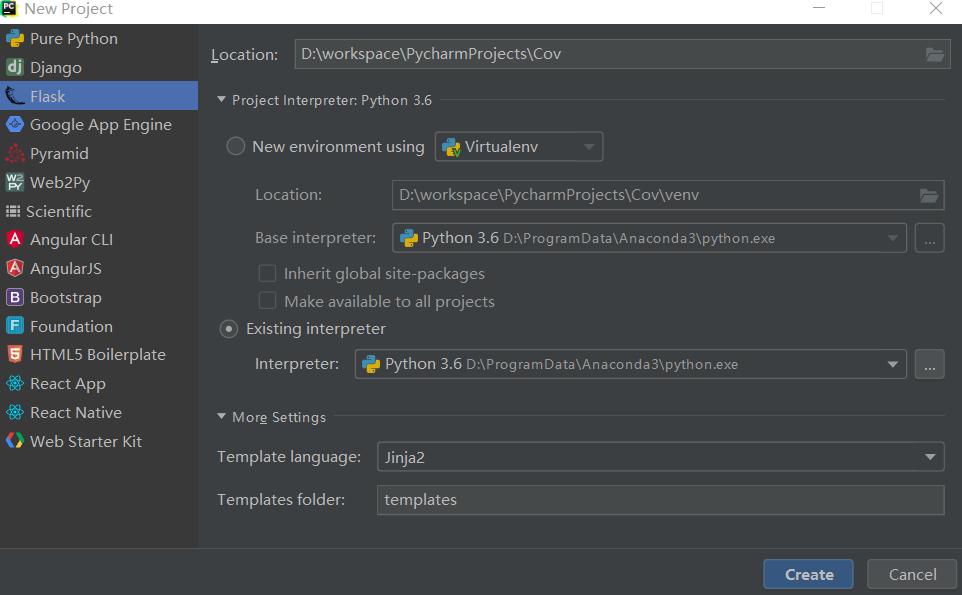 PC New Project
Pure Python
dj Django
Flask
Google App Engine
Pyramid
W2PY Web2Py
Scientific
A Angular CLI
A AngularJS
B Bootstrap
F Foundation
5 HTML5 Boilerplate
React App
React Native
Web Starter Kit
Location: D:\workspace\PycharmProjects\Cov
Project Interpreter: Python 3.6
New environment using Virtualenv
Location: D:\workspace\PycharmProjects\Cov\venv
Base interpreter: Python 3.6 D:\ProgramData\Anaconda3\python.exe ...
Inherit global site-packages
Make available to all projects
Existing interpreter
Interpreter: Python 3.6 D:\ProgramData\Anaconda3\python.exe ...
More Settings
Template language: Jinja2
Templates folder: templates
Create Cancel